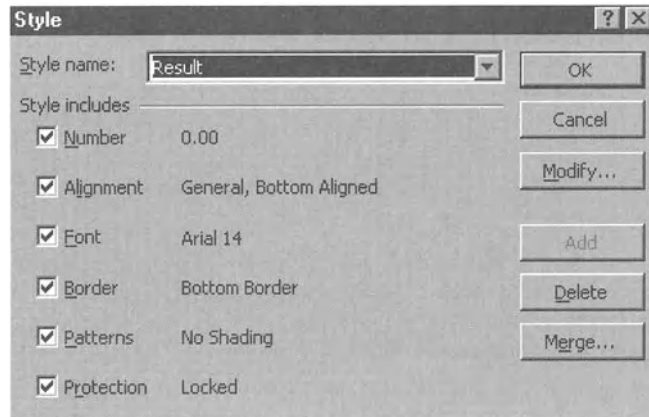 Style
Style name: Result
OK
Style includes
Cancel
Number 0.00
Modify...
Alignment General, Bottom Aligned
Font Arial 14
Add
Border Bottom Border
Delete
Patterns No Shading
Merge...
Protection Locked